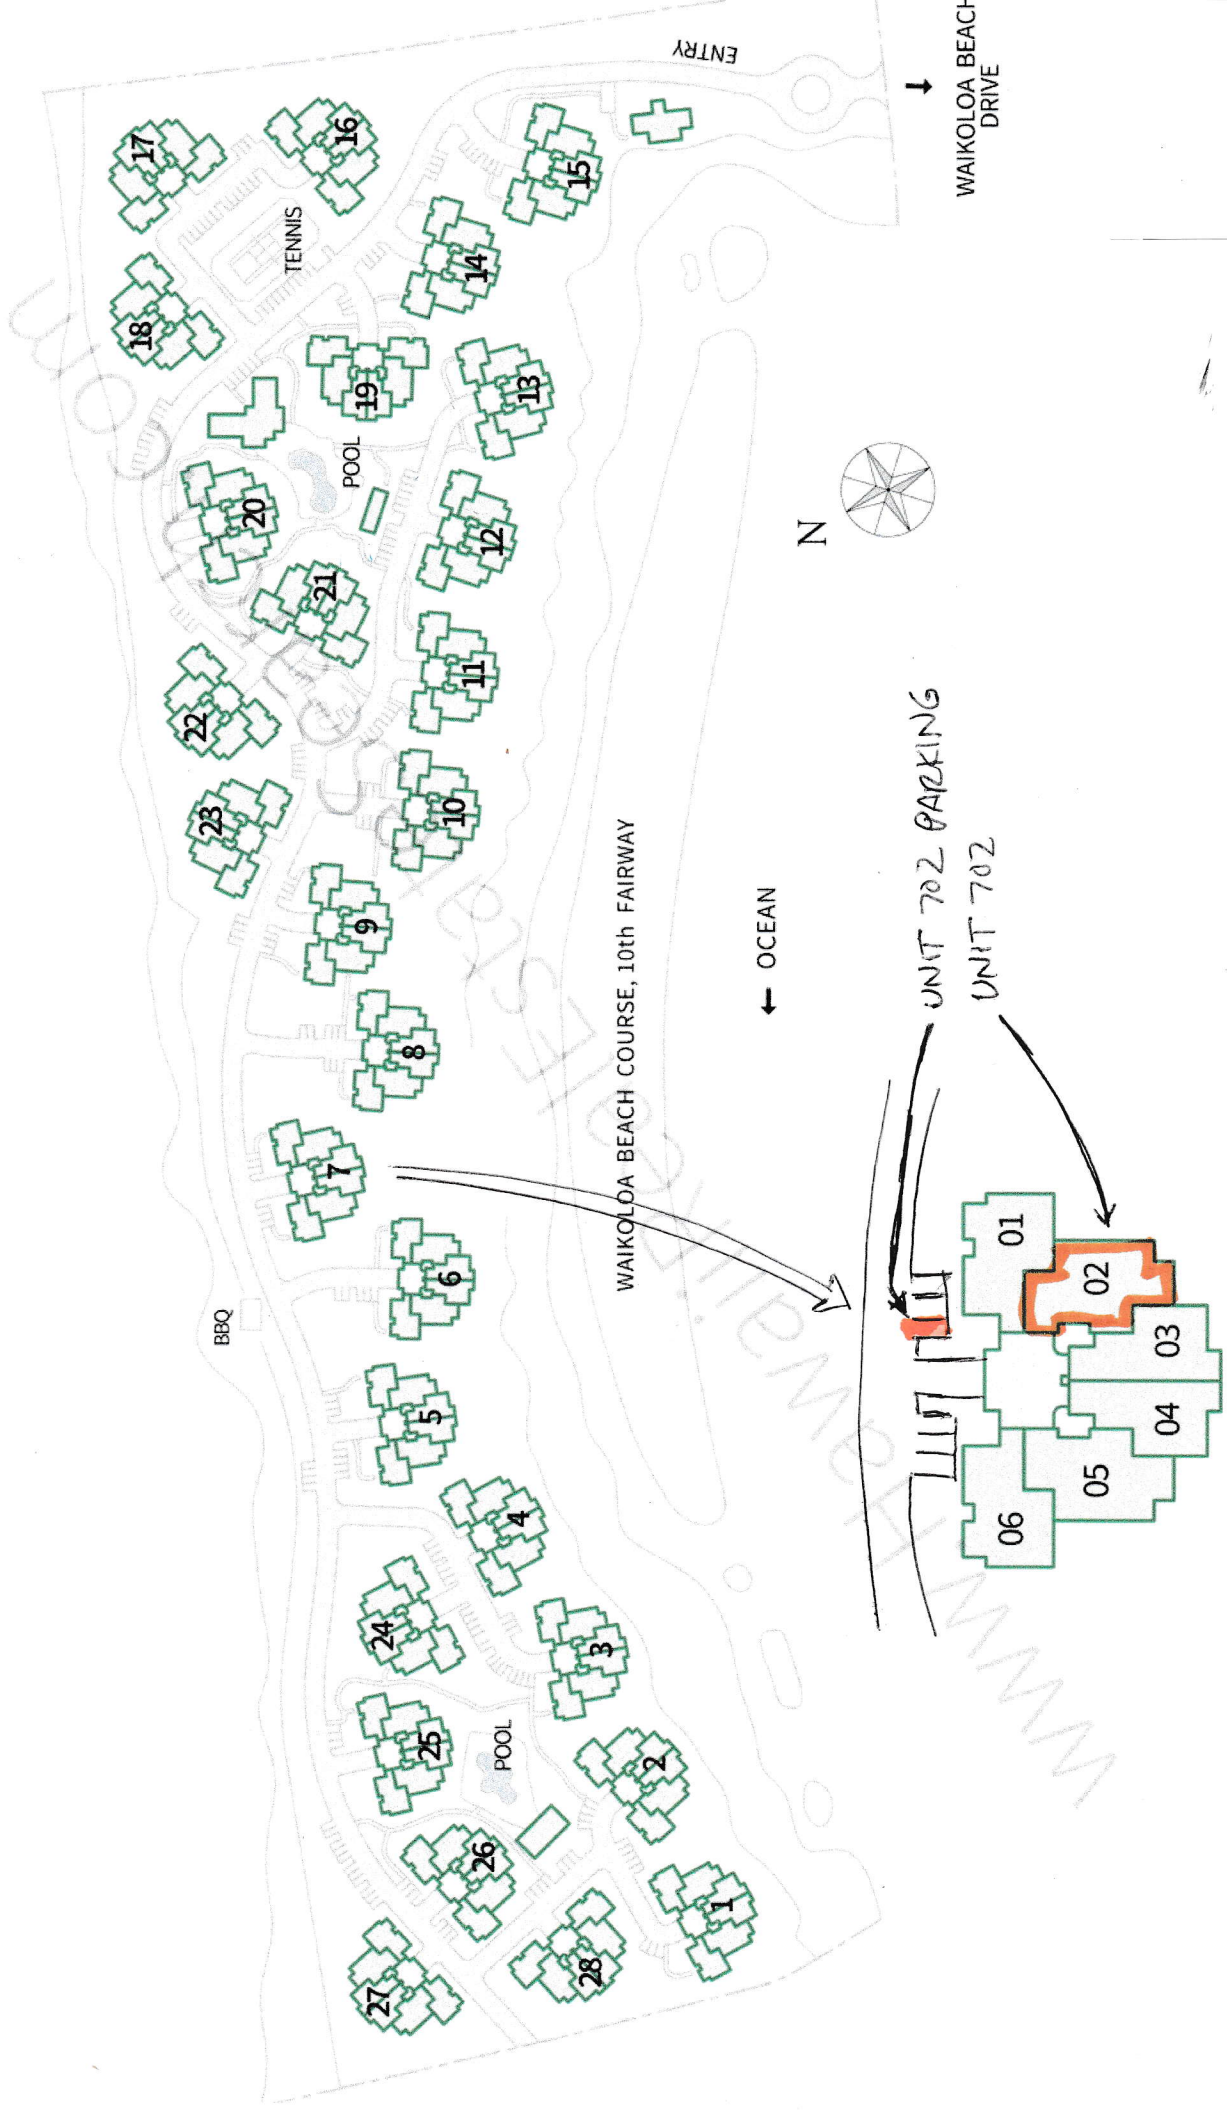 ENTRY
WAIKOLOA BEACH
DRIVE
17
16
15
18
TENNIS
14
19
13
20
POOL
12
21
22
11
23
10
9
8
7
6
BBQ
5
4
24
3
25
POOL
2
26
1
27
28
N
WAIKOLOA BEACH COURSE, 10th FAIRWAY
← OCEAN
UNIT 702 PARKING
UNIT 702
01
02
03
04
05
06